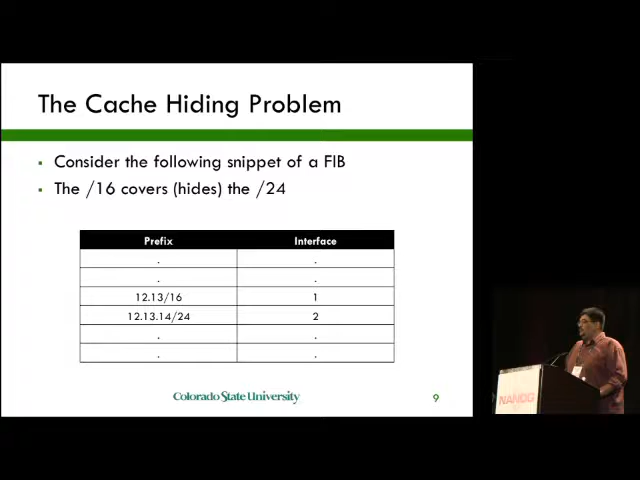 The Cache Hiding Problem
Consider the following snippet of a FIB
The /16 covers (hides) the /24
Prefix Interface
. .
. .
12.13/16 1
12.13.14/24 2
. .
. .
Colorado State University 9
NANOG